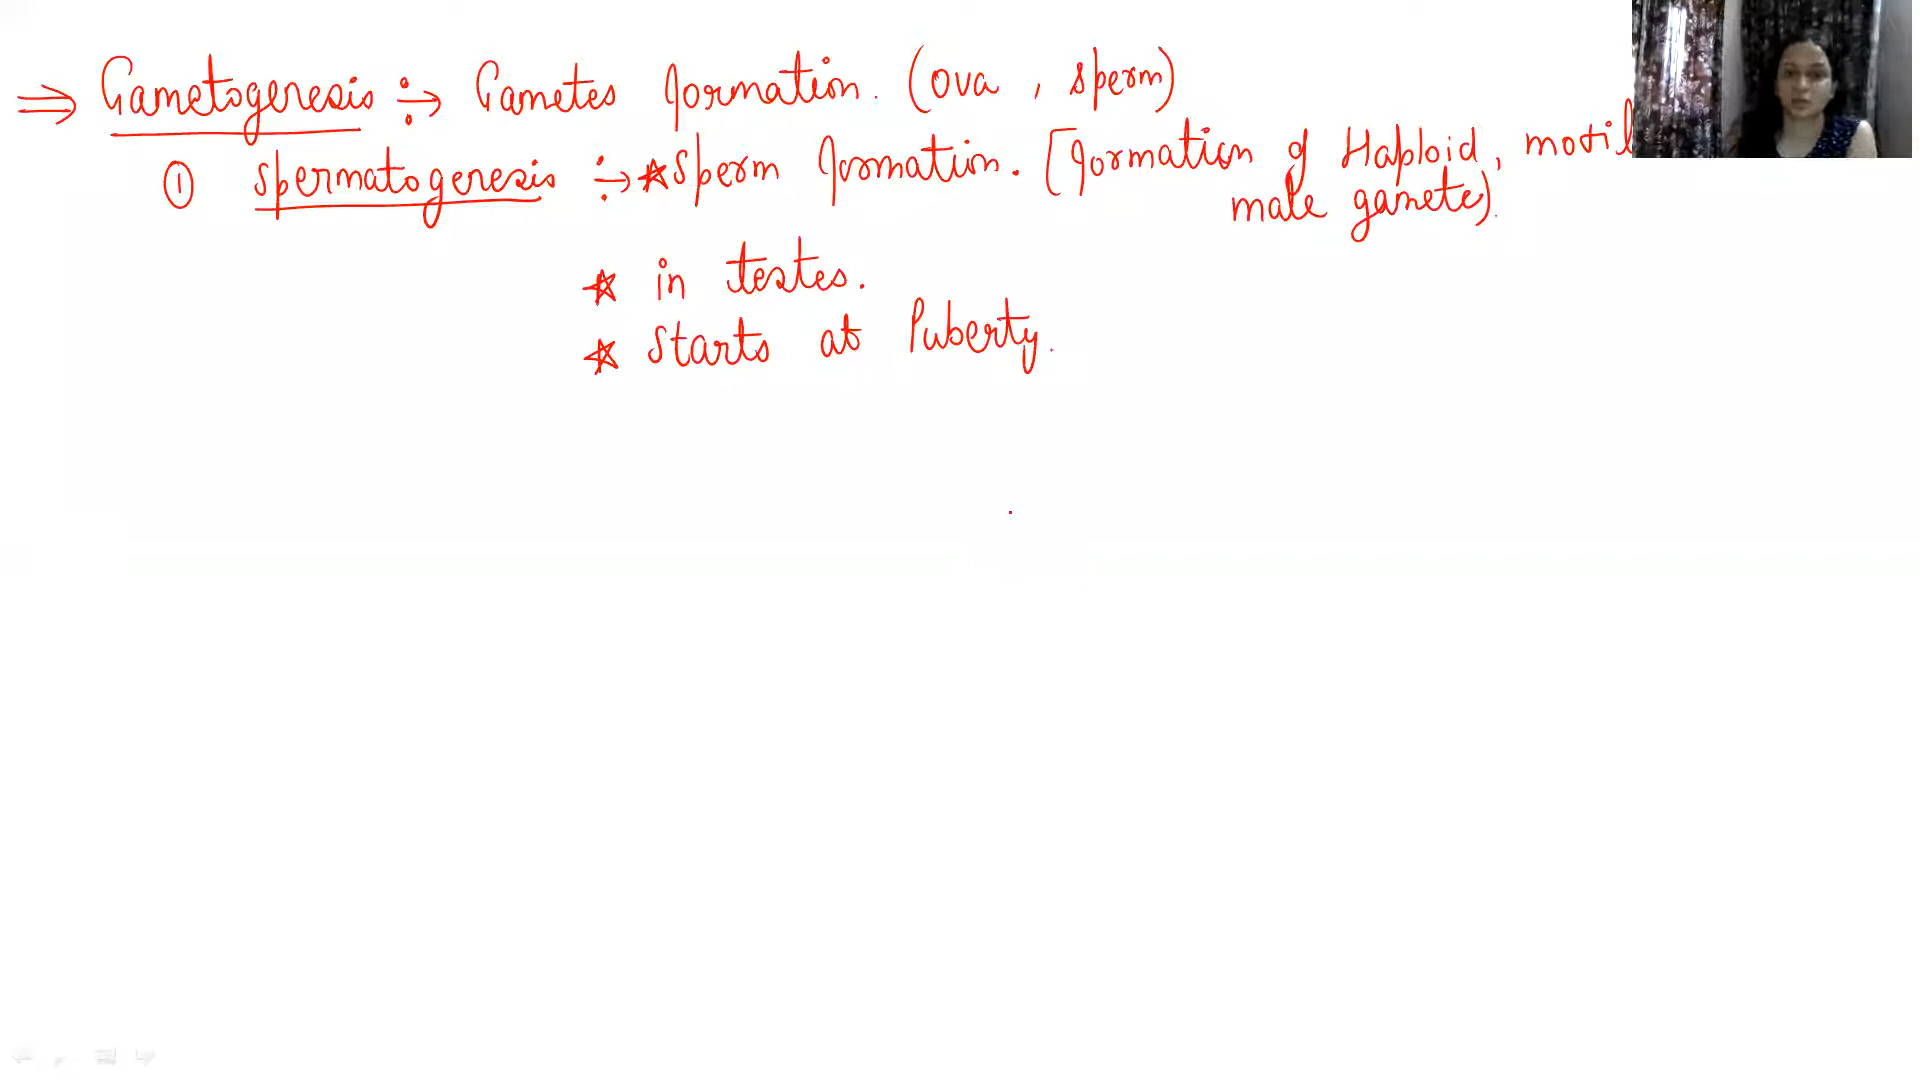 ⇒ Gametogenesis ÷→ Gametes formation. (ova, sperm)
① spermatogenesis ÷→ ★ Sperm formation. [formation of Haploid, motil
male gamete).
★ in testes.
★ Starts at Puberty.